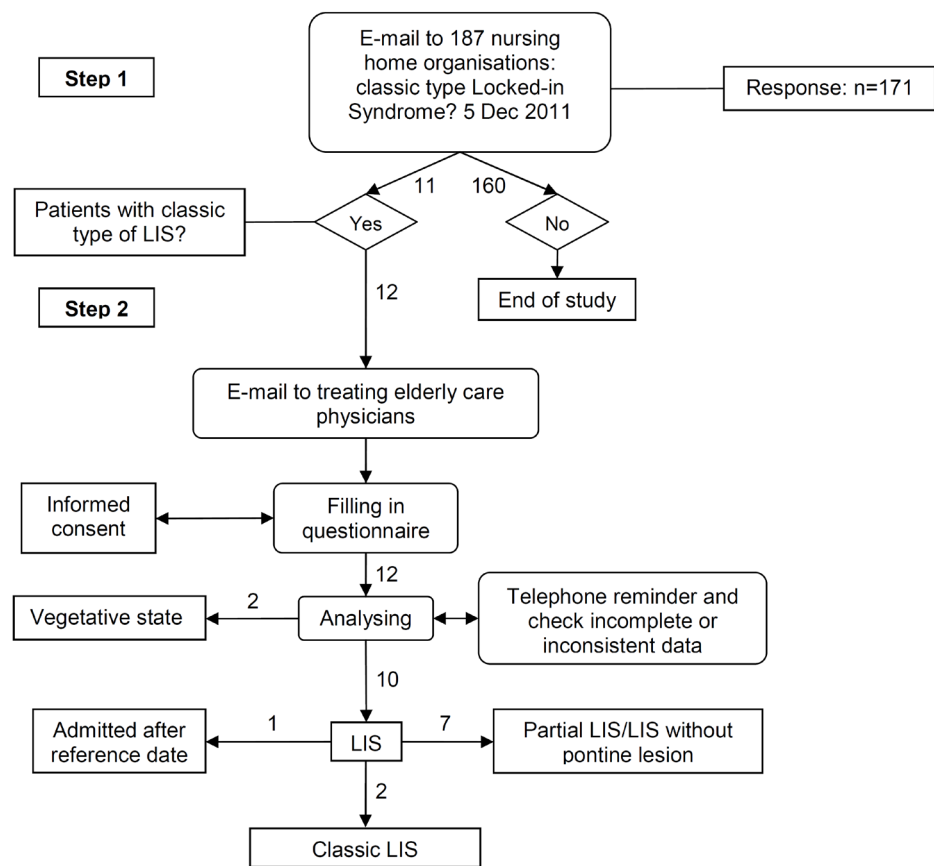 E-mail to 187 nursing
home organisations:
classic type Locked-in
Syndrome? 5 Dec 2011
Step 1
Response: n=171
11
160
Patients with classic
type of LIS?
Yes
No
12
End of study
Step 2
E-mail to treating elderly care
physicians
Informed
consent
Filling in
questionnaire
12
Vegetative state
2
Analysing
Telephone reminder and
check incomplete or
inconsistent data
10
Admitted after
reference date
1
LIS
7
Partial LIS/LIS without
pontine lesion
2
Classic LIS